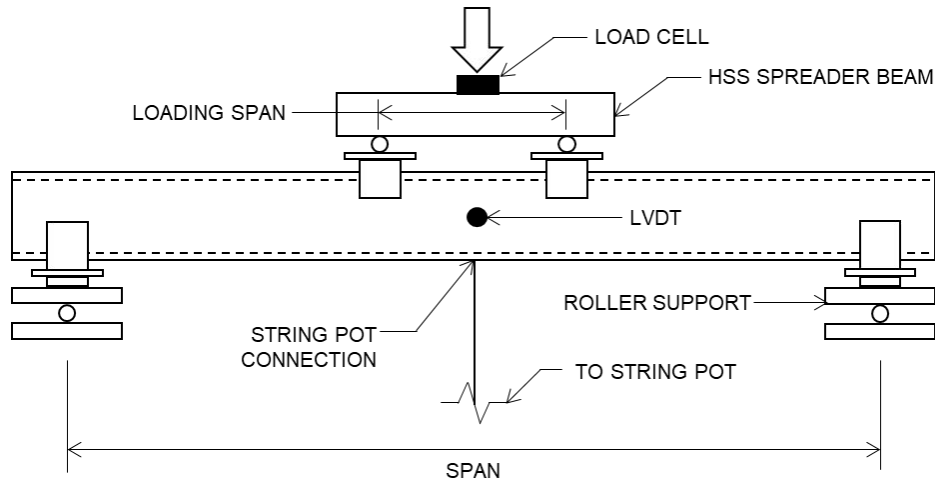 LOAD CELL
HSS SPREADER BEAM
LOADING SPAN
LVDT
ROLLER SUPPORT
STRING POT
CONNECTION
TO STRING POT
SPAN